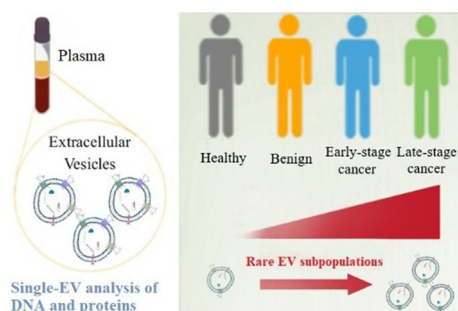 Plasma
Extracellular
Vesicles
Single-EV analysis of
DNA and proteins
Healthy
Benign
Early-stage
cancer
Late-stage
cancer
Rare EV subpopulations